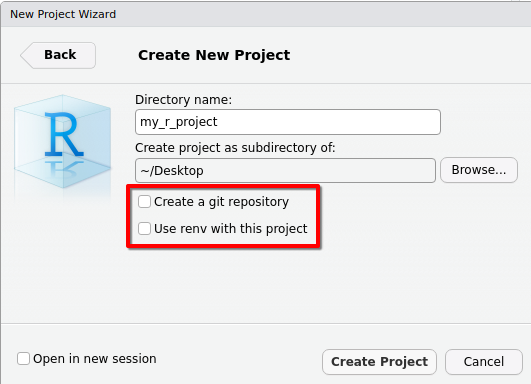 New Project Wizard
Back
Create New Project
R
Directory name:
my_r_project
Create project as subdirectory of:
~/Desktop
Browse...
Create a git repository
Use renv with this project
Open in new session
Create Project
Cancel